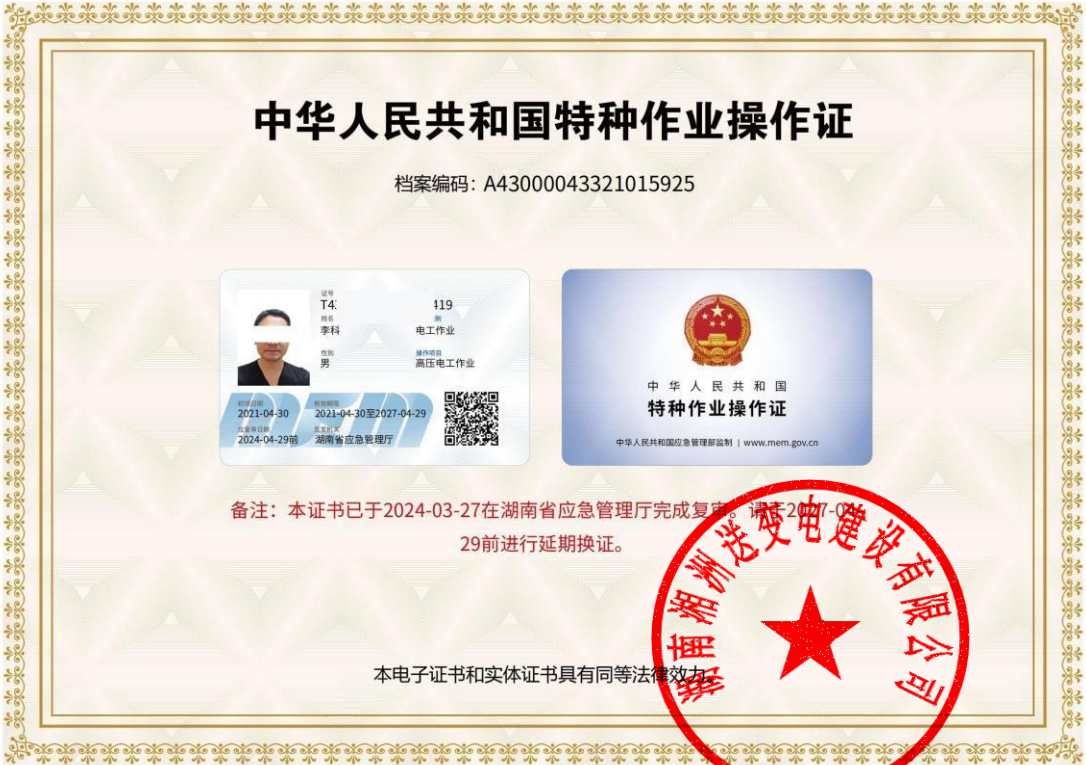 中华人民共和国特种作业操作证
档案编码：A43000043321015925
证号
T4
419
姓名
李科
电工作业
性别
男
操作项目
高压电工作业
初领日期
2021-04-30
有效期限
2021-04-30至2027-04-29
应复审日期
2024-04-29前
签发机关
湖南省应急管理厅
中华人民共和国
特种作业操作证
中华人民共和国应急管理部监制 | www.mem.gov.cn
备注：本证书已于2024-03-27在湖南省应急管理厅完成复审。请于2027-04-
29前进行延期换证。
本电子证书和实体证书具有同等法律效力。
湖南湘洲送变电建设有限公司